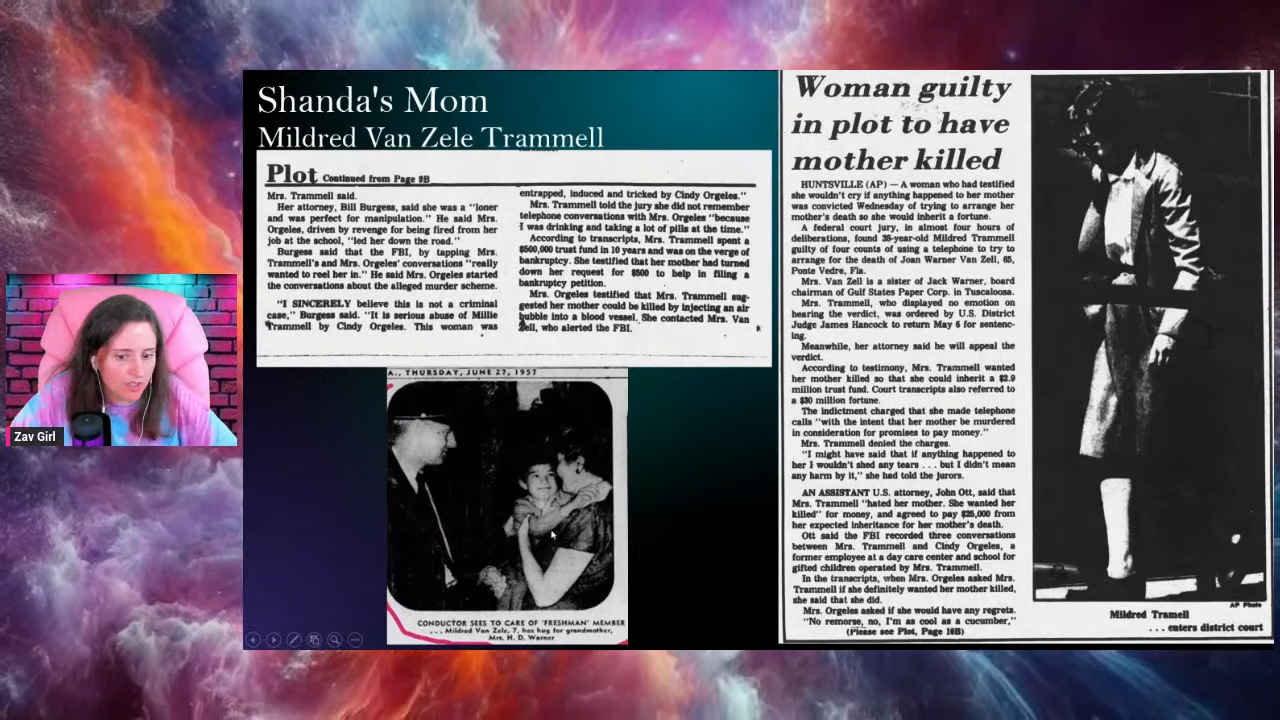 Shanda's Mom
Mildred Van Zele Trammell
Plot Continued from Page 9B
Mrs. Trammell said.
Her attorney, Bill Burgess, said she was a "loner
and was perfect for manipulation." He said Mrs.
Orgeles, driven by revenge for being fired from her
job at the school, "led her down the road."
Burgess said that the FBI, by tapping Mrs.
Trammell's and Mrs. Orgeles' conversations "really
wanted to reel her in." He said Mrs. Orgeles started
the conversations about the alleged murder scheme.
"I SINCERELY believe this is not a criminal
case," Burgess said. "It is serious abuse of Millie
Trammell by Cindy Orgeles. This woman was
entrapped, induced and tricked by Cindy Orgeles."
Mrs. Trammell told the jury she did not remember
telephone conversations with Mrs. Orgeles "because
I was drinking and taking a lot of pills at the time."
According to transcripts, Mrs. Trammell spent a
$500,000 trust fund in 10 years and was on the verge of
bankruptcy. She testified that her mother had turned
down her request for $500 to help in filing a
bankruptcy petition.
Mrs. Orgeles testified that Mrs. Trammell sug-
gested her mother could be killed by injecting an air
bubble into a blood vessel. She contacted Mrs. Van
Zell, who alerted the FBI.
A., THURSDAY, JUNE 27, 1957
CONDUCTOR SEES TO CARE OF 'FRESHMAN' MEMBER
. . . Mildred Van Zele, 7, has hug for grandmother,
Mrs. H. D. Warner
Woman guilty
in plot to have
mother killed
HUNTSVILLE (AP) — A woman who had testified
she wouldn't cry if anything happened to her mother
was convicted Wednesday of trying to arrange her
mother's death so she would inherit a fortune.
A federal court jury, in almost four hours of
deliberations, found 38-year-old Mildred Trammell
guilty of four counts of using a telephone to try to
arrange for the death of Joan Warner Van Zell, 65,
Ponte Vedre, Fla.
Mrs. Van Zell is a sister of Jack Warner, board
chairman of Gulf States Paper Corp. in Tuscaloosa.
Mrs. Trammell, who displayed no emotion on
hearing the verdict, was ordered by U.S. District
Judge James Hancock to return May 6 for sentenc-
ing.
Meanwhile, her attorney said he will appeal the
verdict.
According to testimony, Mrs. Trammell wanted
her mother killed so that she could inherit a $2.9
million trust fund. Court transcripts also referred to
a $30 million fortune.
The indictment charged that she made telephone
calls "with the intent that her mother be murdered
in consideration for promises to pay money."
Mrs. Trammell denied the charges.
"I might have said that if anything happened to
her I wouldn't shed any tears . . . but I didn't mean
any harm by it," she had told the jurors.
AN ASSISTANT U.S. attorney, John Ott, said that
Mrs. Trammell "hated her mother. She wanted her
killed" for money, and agreed to pay $25,000 from
her expected inheritance for her mother's death.
Ott said the FBI recorded three conversations
between Mrs. Trammell and Cindy Orgeles, a
former employee at a day care center and school for
gifted children operated by Mrs. Trammell.
In the transcripts, when Mrs. Orgeles asked Mrs.
Trammell if she definitely wanted her mother killed,
she said that she did.
Mrs. Orgeles asked if she would have any regrets.
"No remorse, no, I'm as cool as a cucumber,"
(Please see Plot, Page 10B)
AP Photo
Mildred Tramell
. . . enters district court
Zav Girl